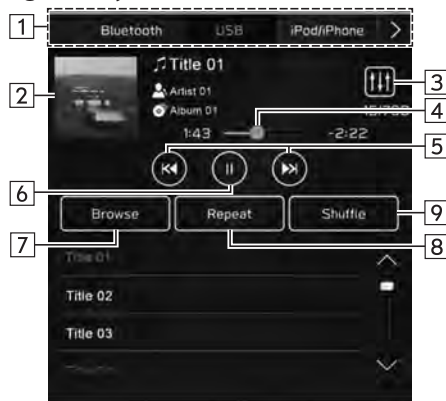 1 Bluetooth USB iPod/iPhone
2 Title 01 3
Artist 01 4
Album 01
1:43 -2:22 5
6
Browse Repeat Shuffle 9
7 8
Title 01
Title 02
Title 03